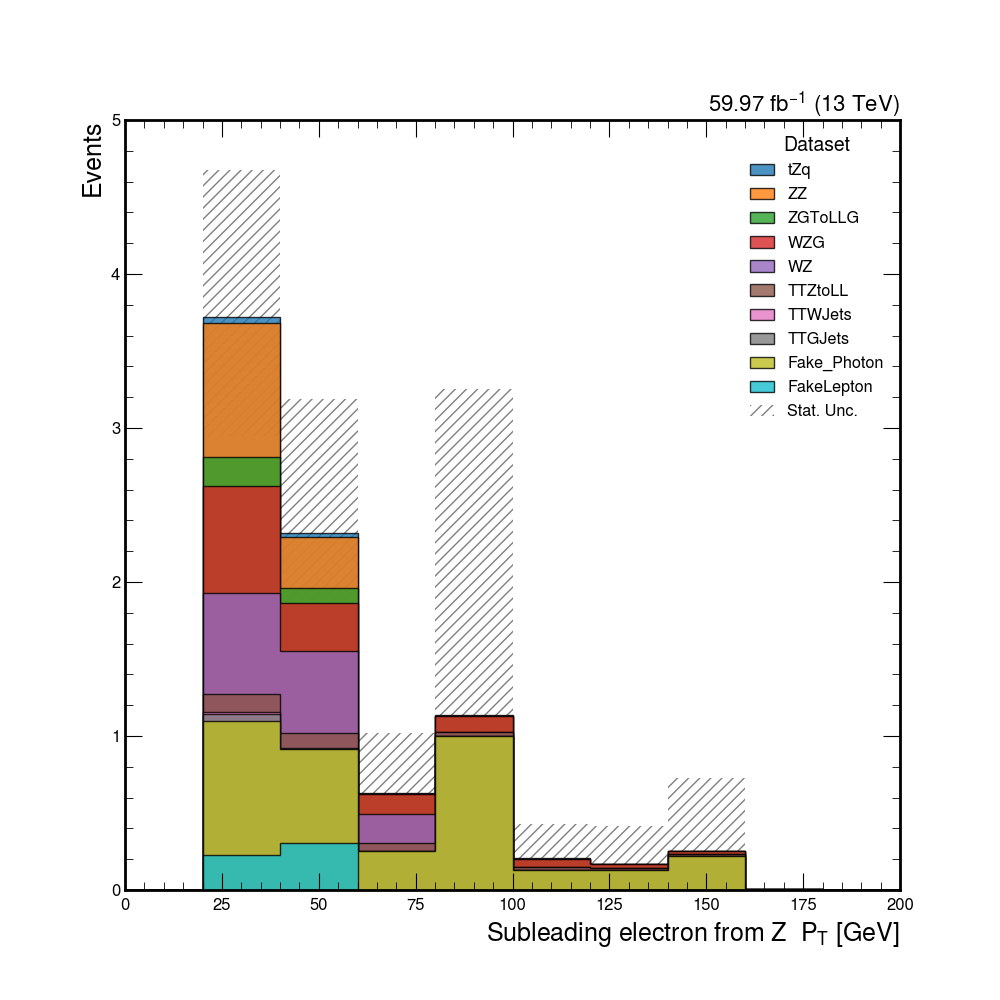 59.97 fb⁻¹ (13 TeV)
Events
5
4
3
2
1
0
Dataset
tZq
ZZ
ZGToLLG
WZG
WZ
TTZtoLL
TTWJets
TTGJets
Fake_Photon
FakeLepton
Stat. Unc.
0 25 50 75 100 125 150 175 200
Subleading electron from Z P_T [GeV]